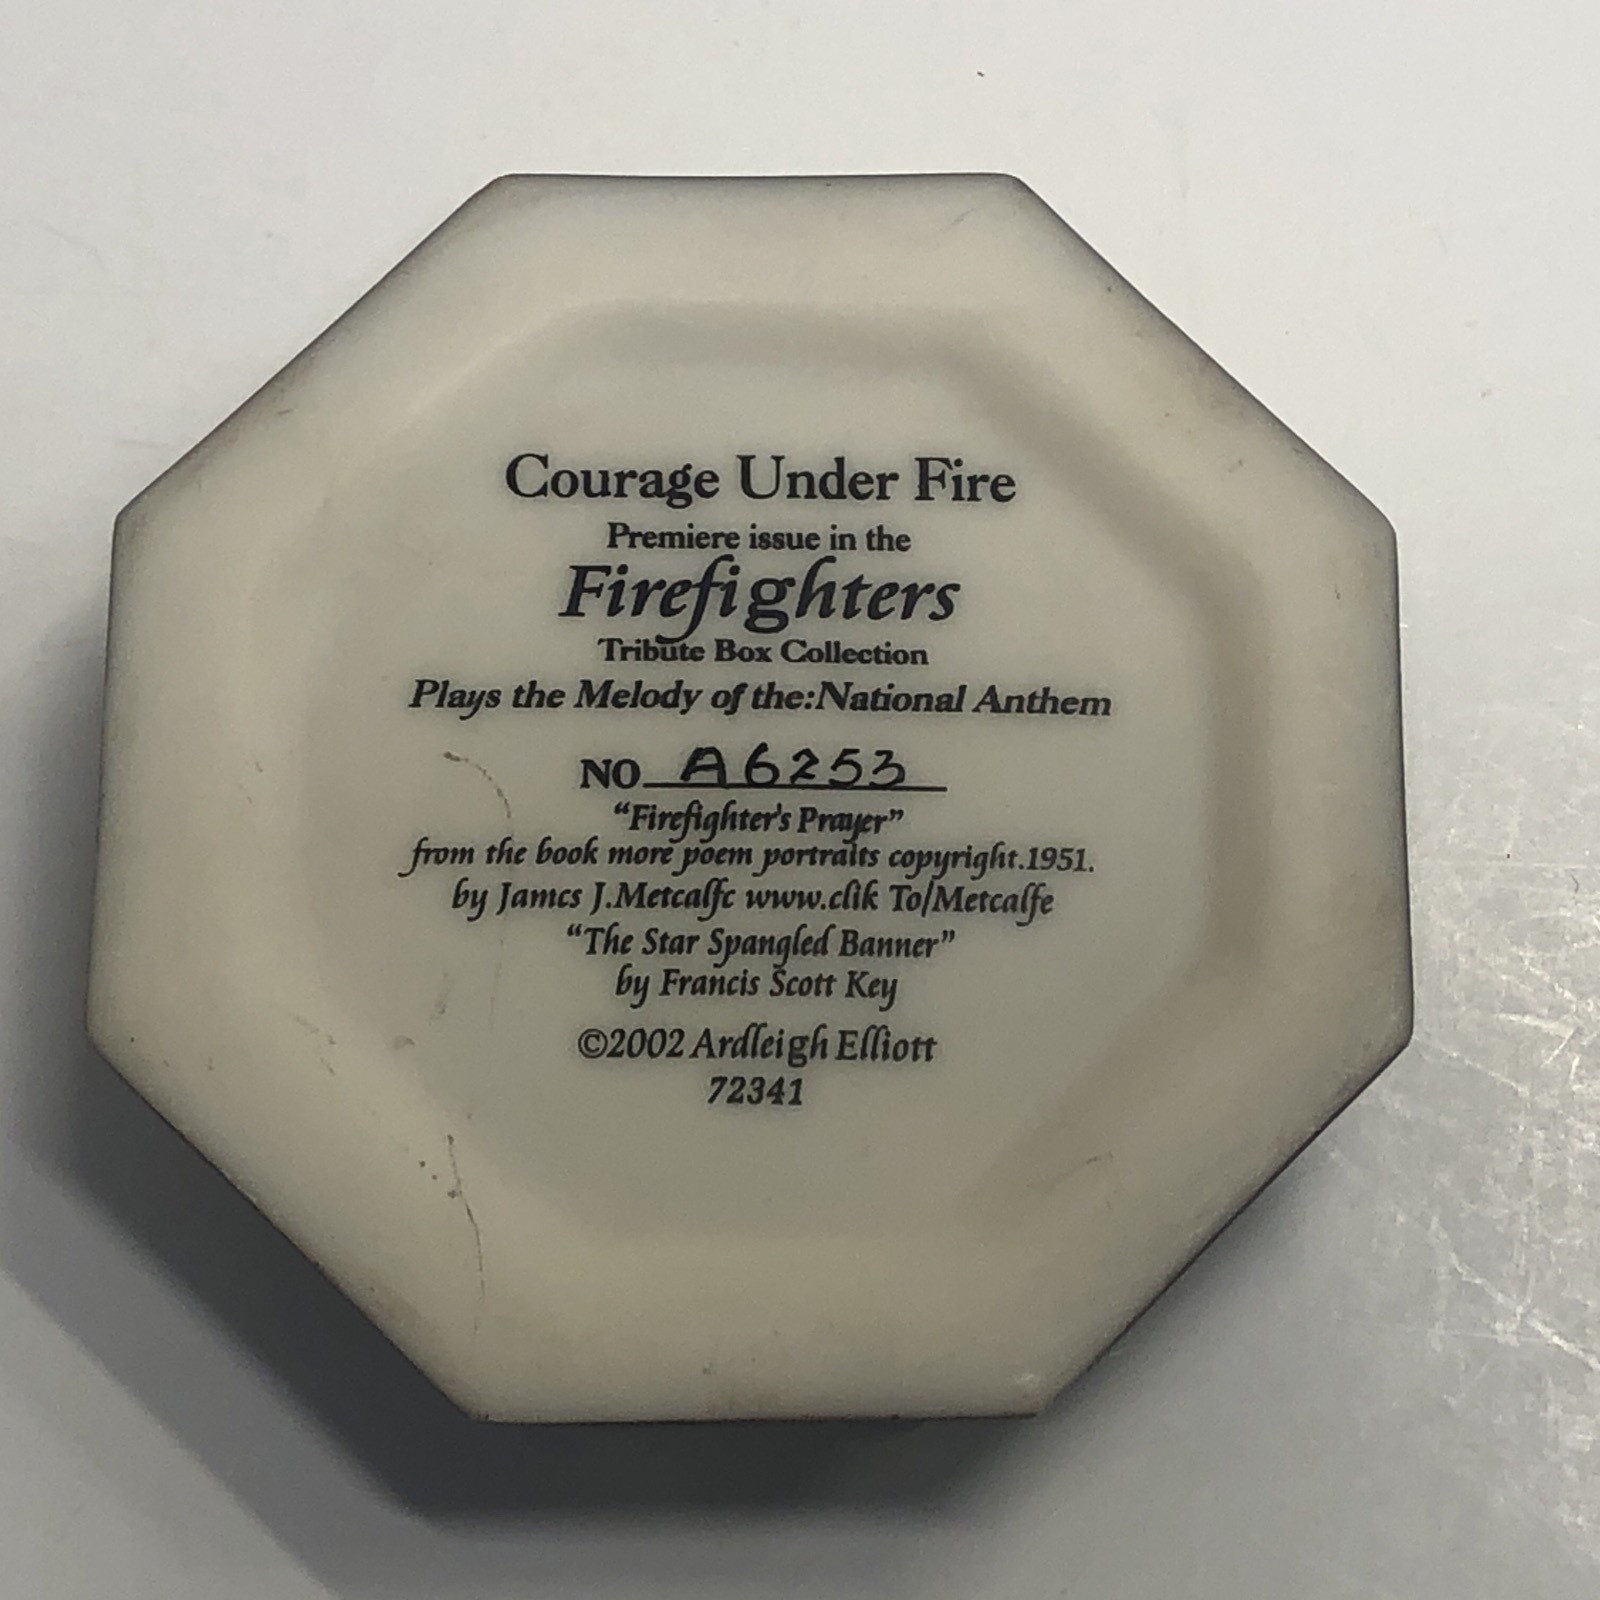 Courage Under Fire
Premiere issue in the
Firefighters
Tribute Box Collection
Plays the Melody of the:National Anthem
NO A6253
“Firefighter's Prayer”
from the book more poem portraits copyright.1951.
by James J.Metcalfe www.clik To/Metcalfe
“The Star Spangled Banner”
by Francis Scott Key
©2002 Ardleigh Elliott
72341